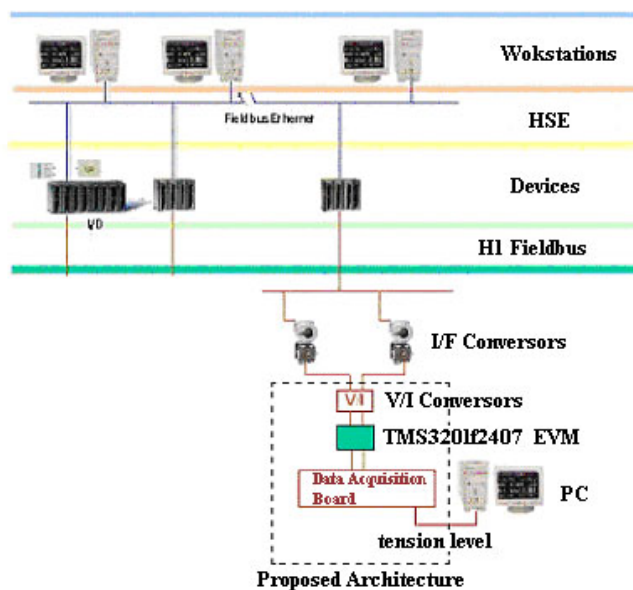 Wokstations
Fieldbus Ethernet
HSE
Devices
I/O
H1 Fieldbus
I/F Conversors
V/I
V/I Conversors
TMS320lf2407 EVM
Data Acquisition
Board
PC
tension level
Proposed Architecture